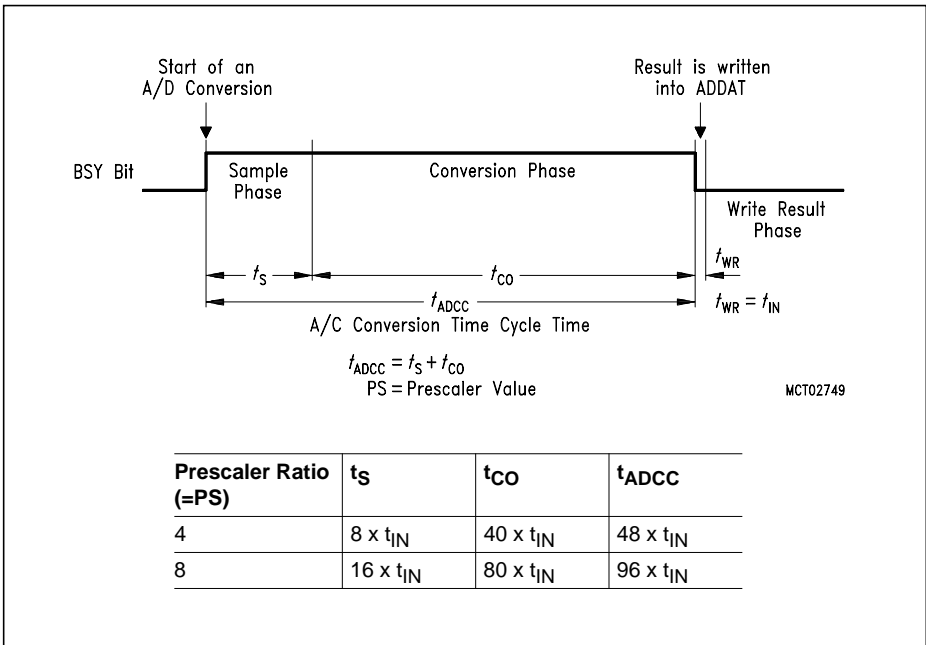 Start of an
A/D Conversion
Result is written
into ADDAT
BSY Bit
Sample
Phase
Conversion Phase
Write Result
Phase
tS
tCO
tWR
tADCC
tWR = tIN
A/C Conversion Time Cycle Time
tADCC = tS + tCO
PS = Prescaler Value
MCT02749
Prescaler Ratio
(=PS)
tS
tCO
tADCC
4
8 x tIN
40 x tIN
48 x tIN
8
16 x tIN
80 x tIN
96 x tIN